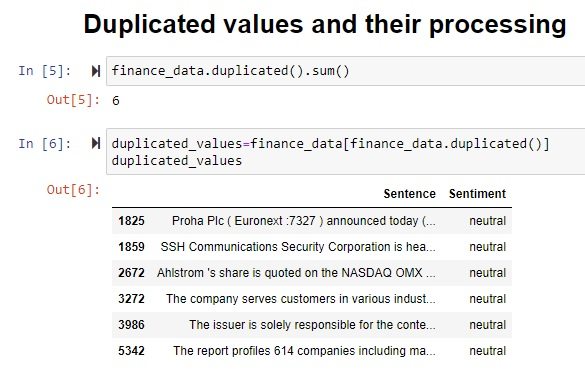 Duplicated values and their processing
In [5]: finance_data.duplicated().sum()
Out[5]: 6
In [6]: duplicated_values=finance_data[finance_data.duplicated()]
duplicated_values
Out[6]:
Sentence Sentiment
1825 Proha Plc ( Euronext :7327 ) announced today (... neutral
1859 SSH Communications Security Corporation is hea... neutral
2672 Ahlstrom 's share is quoted on the NASDAQ OMX ... neutral
3272 The company serves customers in various indust... neutral
3986 The issuer is solely responsible for the conte... neutral
5342 The report profiles 614 companies including ma... neutral